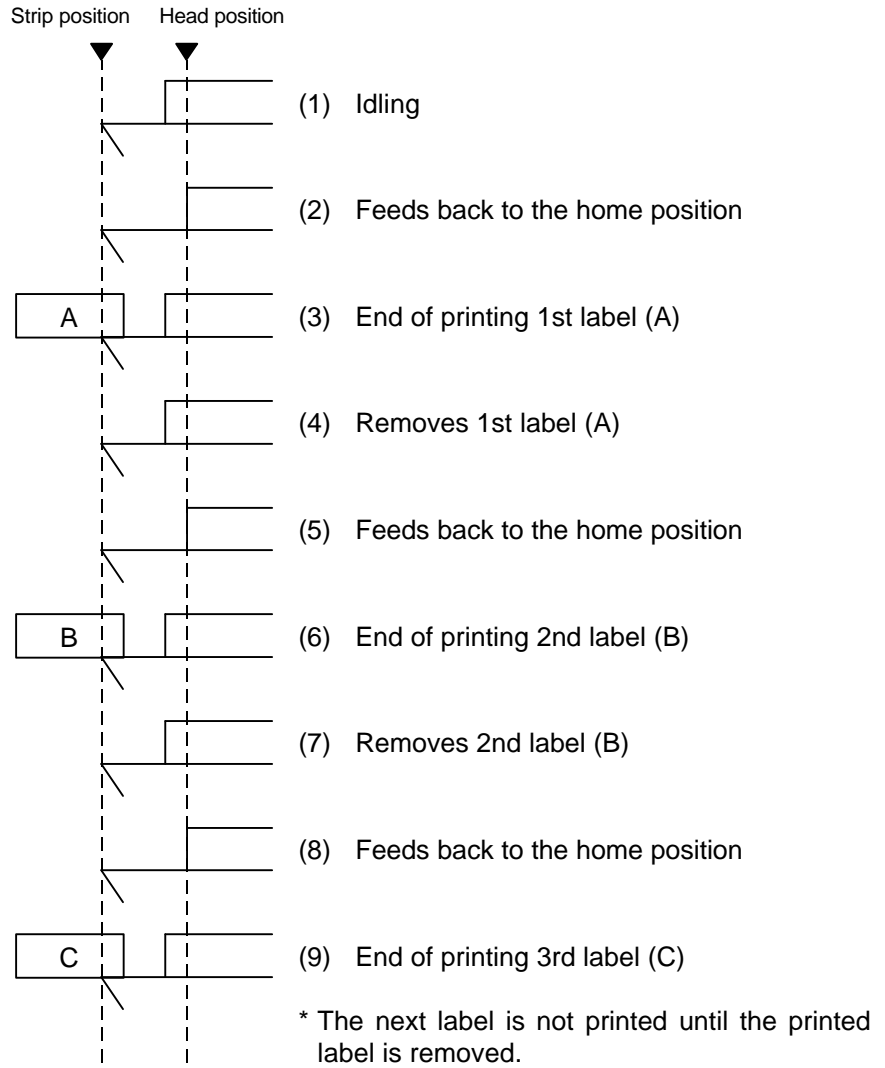 Strip position Head position
(1) Idling
(2) Feeds back to the home position
A (3) End of printing 1st label (A)
(4) Removes 1st label (A)
(5) Feeds back to the home position
B (6) End of printing 2nd label (B)
(7) Removes 2nd label (B)
(8) Feeds back to the home position
C (9) End of printing 3rd label (C)
* The next label is not printed until the printed
label is removed.